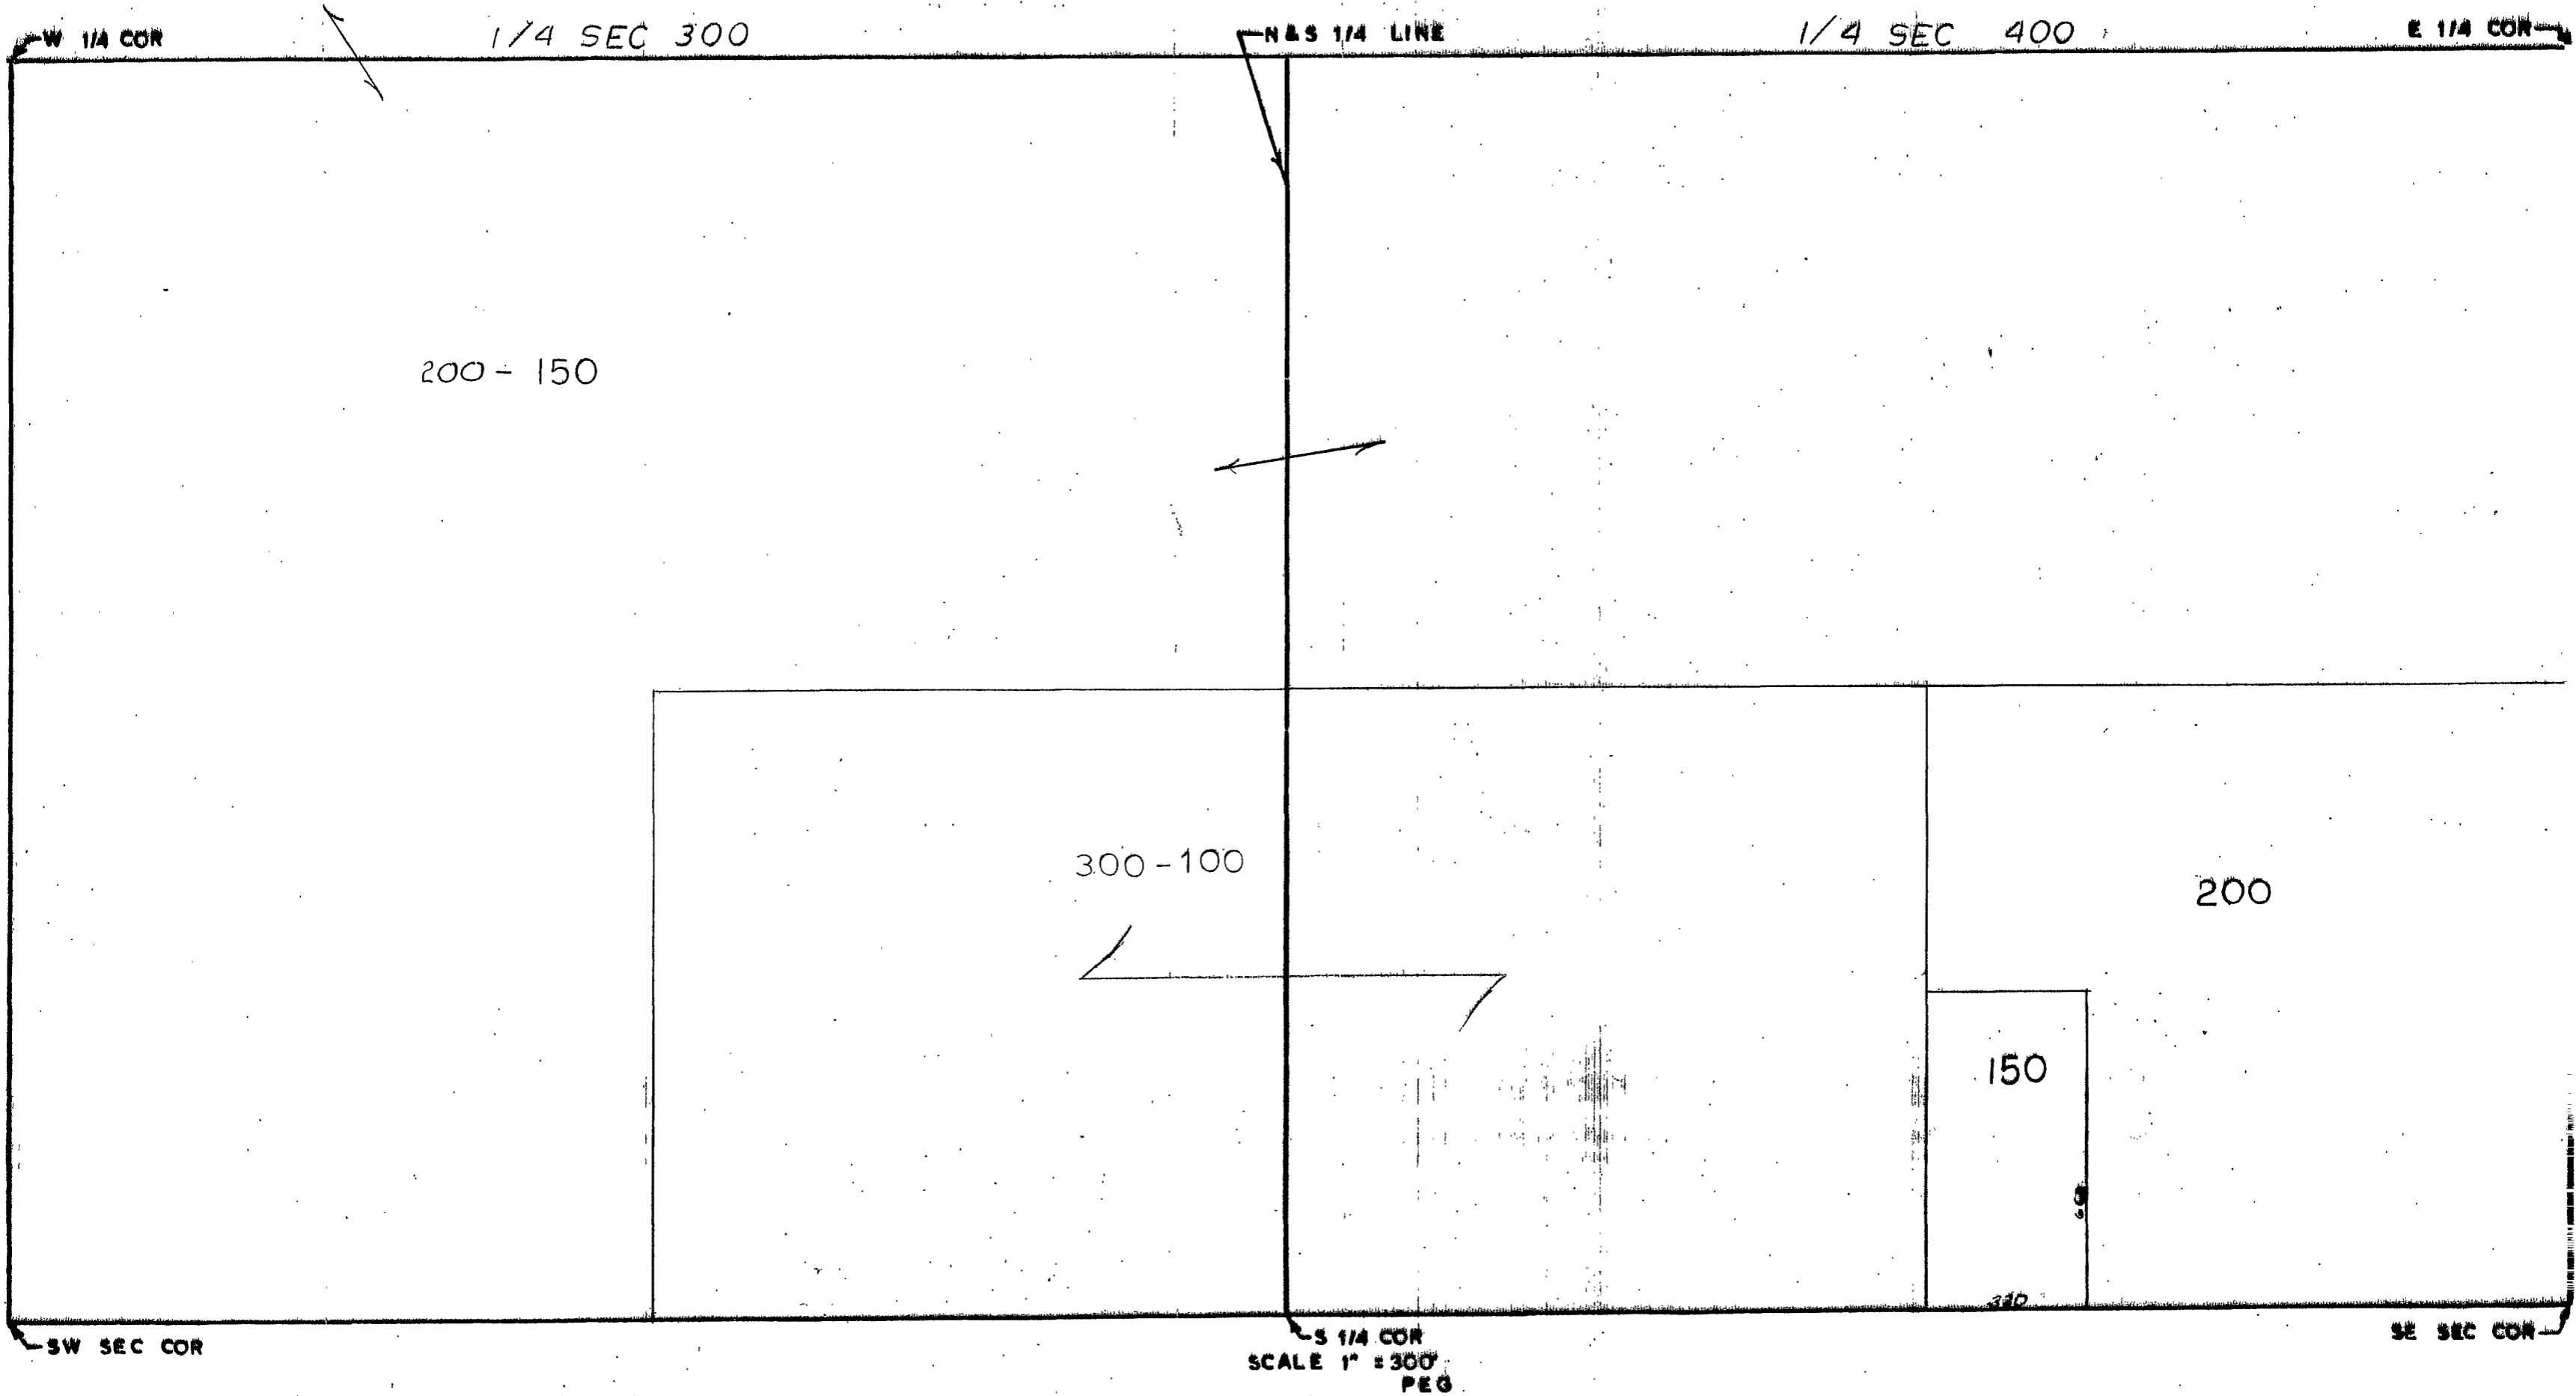 W 1/4 COR
1/4 SEC 300
N & S 1/4 LINE
1/4 SEC 400
E 1/4 COR
200 - 150
300 - 100
200
150
330
SW SEC COR
S 1/4 COR
SE SEC COR
SCALE 1" = 300'
PEG